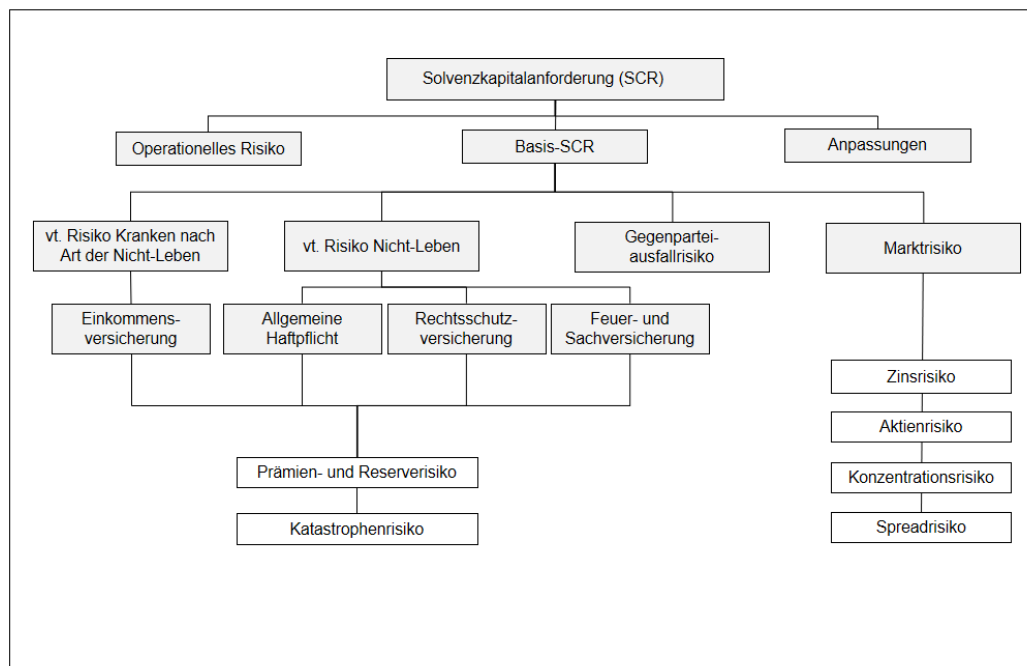 Solvenzkapitalanforderung (SCR)
Operationelles Risiko
Basis-SCR
Anpassungen
vt. Risiko Kranken nach
Art der Nicht-Leben
vt. Risiko Nicht-Leben
Gegenpartei-
ausfallrisiko
Marktrisiko
Einkommens-
versicherung
Allgemeine
Haftpflicht
Rechtsschutz-
versicherung
Feuer- und
Sachversicherung
Zinsrisiko
Aktienrisiko
Prämien- und Reserverisiko
Konzentrationsrisiko
Katastrophenrisiko
Spreadrisiko